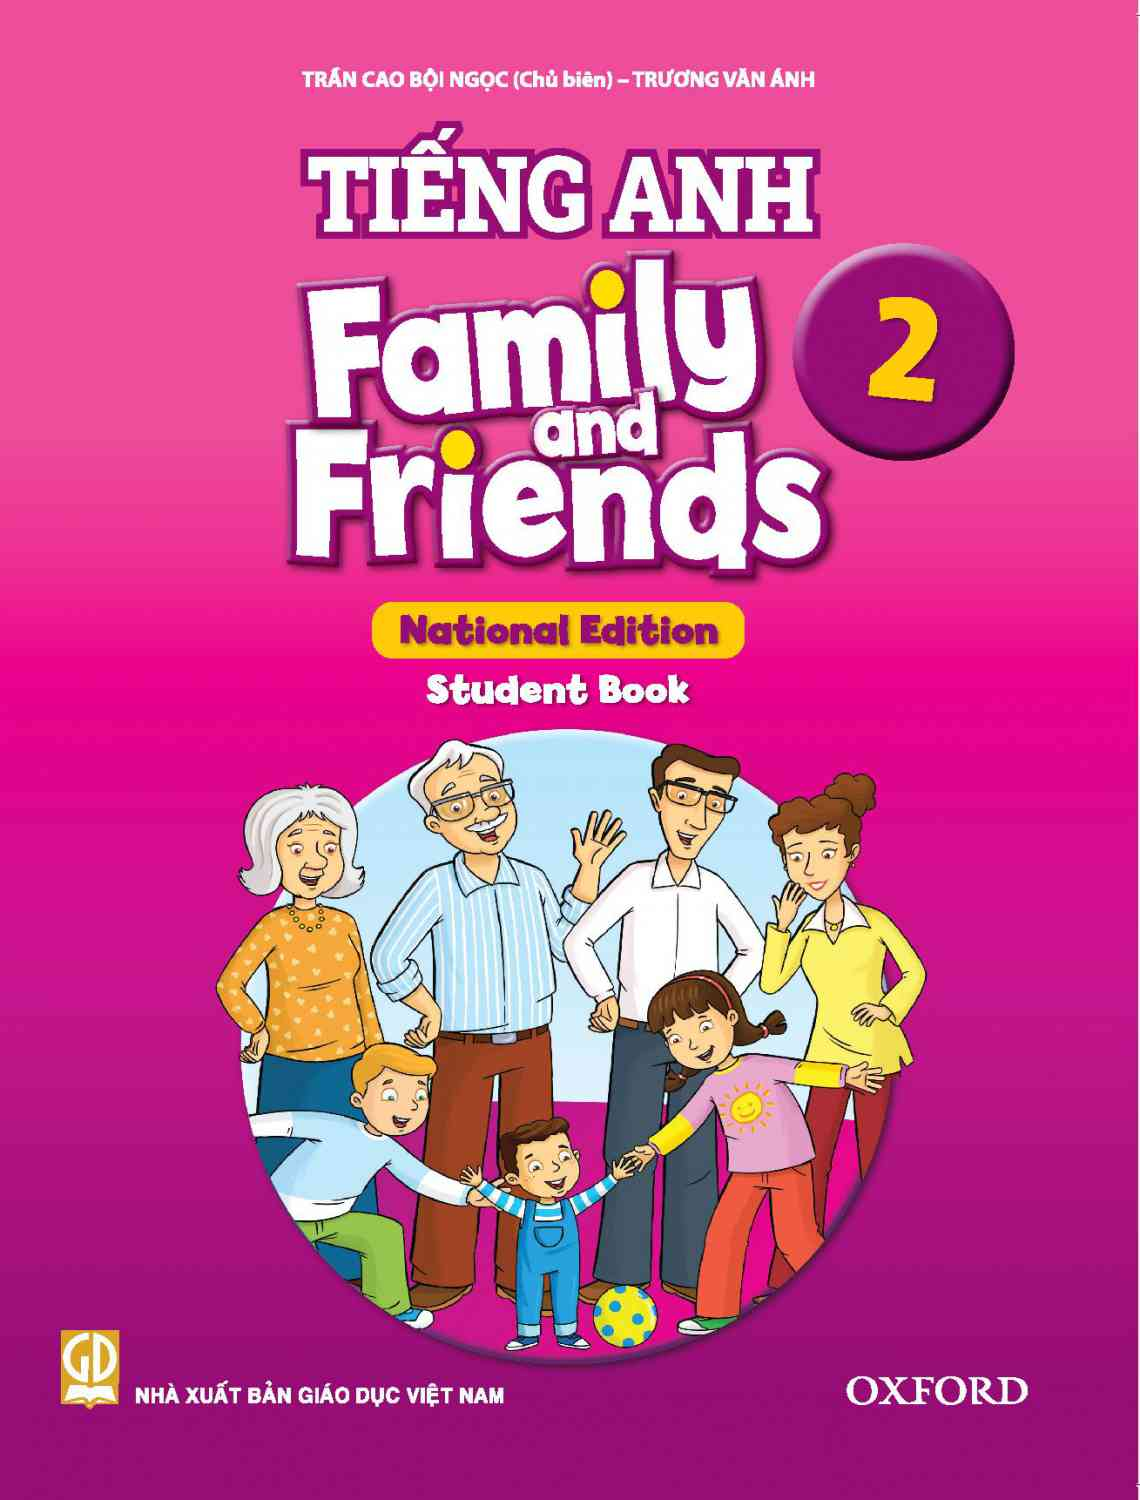 TRẦN CAO BỘI NGỌC (Chủ biên) – TRƯƠNG VĂN ÁNH
TIẾNG ANH
Family
and
Friends
2
National Edition
Student Book
GD
NHÀ XUẤT BẢN GIÁO DỤC VIỆT NAM
OXFORD